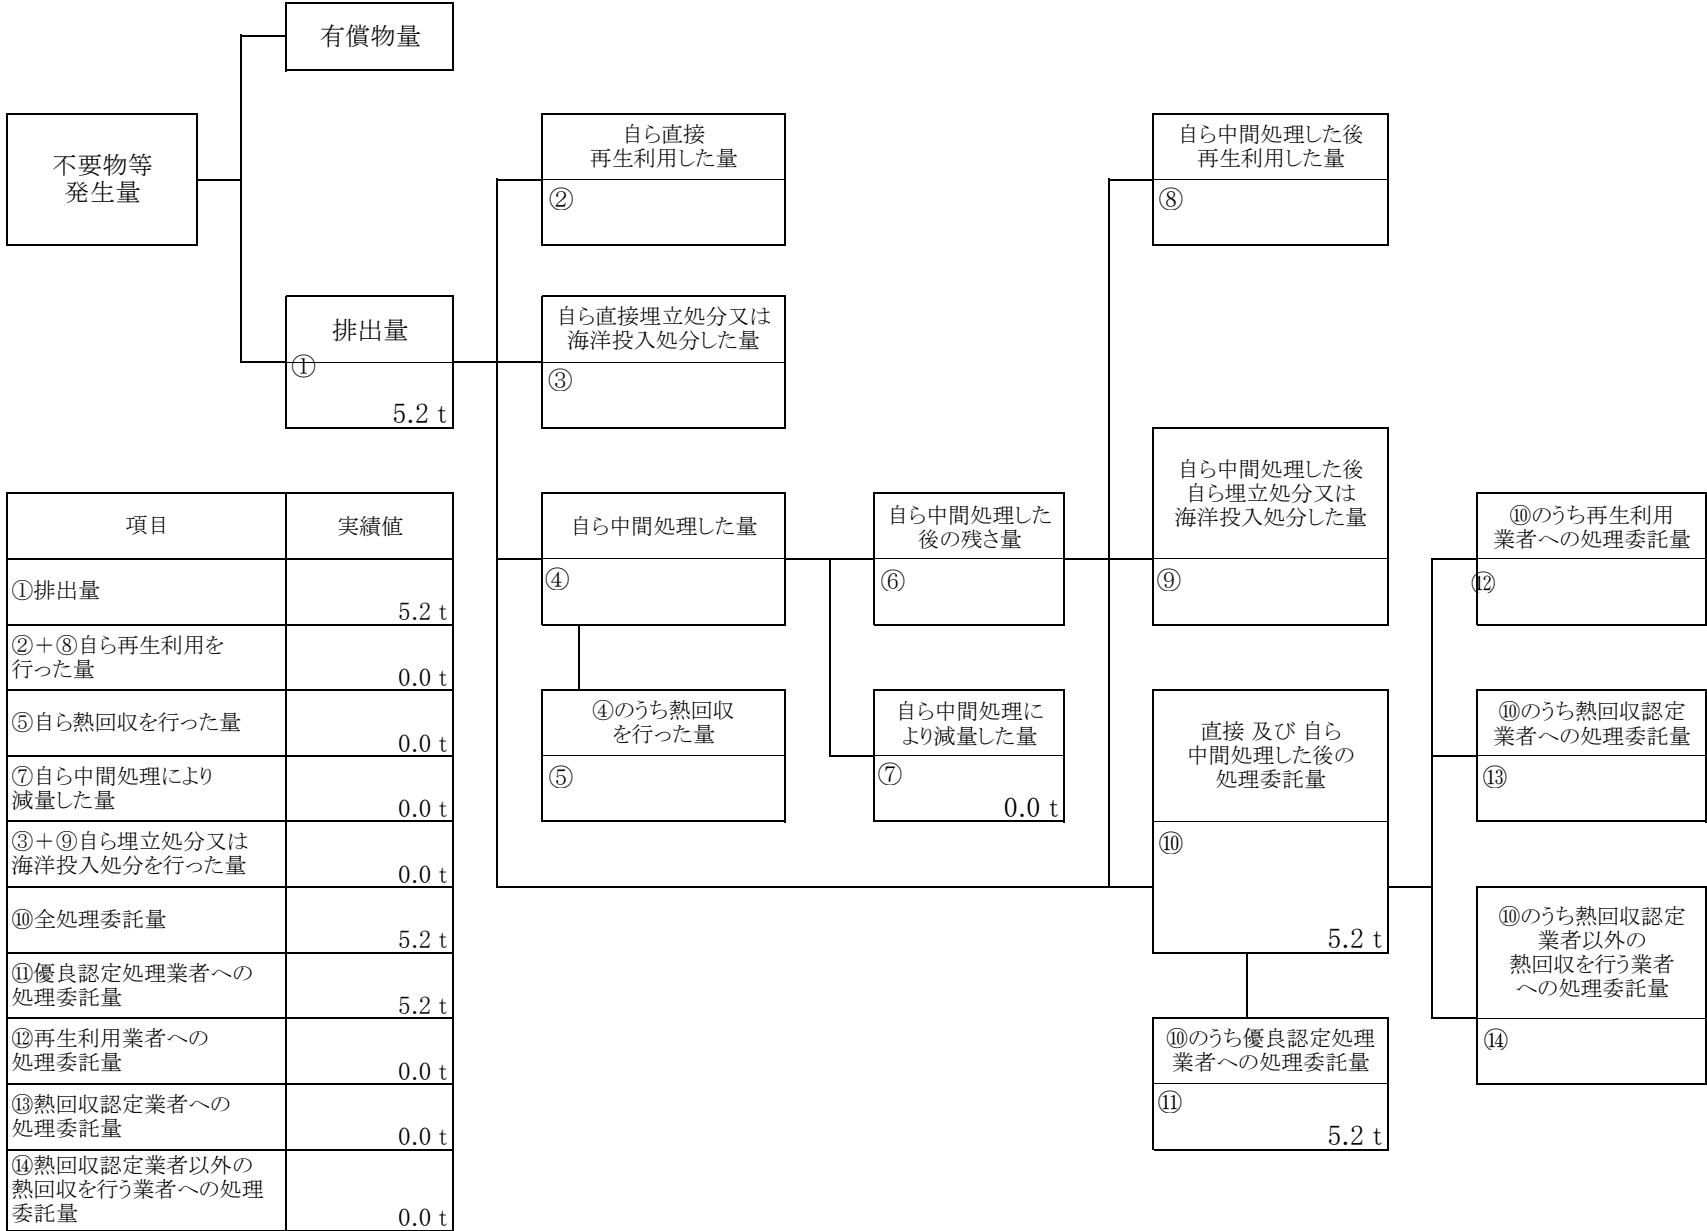 有償物量
不要物等
発生量
自ら直接
再生利用した量
②
自ら中間処理した後
再生利用した量
⑧
排出量
①
5.2 t
自ら直接埋立処分又は
海洋投入処分した量
③
自ら中間処理した量
④
自ら中間処理した
後の残さ量
⑥
自ら中間処理した後
自ら埋立処分又は
海洋投入処分した量
⑨
⑩のうち再生利用
業者への処理委託量
⑫
④のうち熱回収
を行った量
⑤
自ら中間処理に
より減量した量
⑦
0.0 t
直接 及び 自ら
中間処理した後の
処理委託量
⑩
5.2 t
⑩のうち熱回収認定
業者への処理委託量
⑬
⑩のうち熱回収認定
業者以外の
熱回収を行う業者
への処理委託量
⑭
⑩のうち優良認定処理
業者への処理委託量
⑪
5.2 t
項目 実績値
①排出量
5.2 t
②+⑧自ら再生利用を
行った量
0.0 t
⑤自ら熱回収を行った量
0.0 t
⑦自ら中間処理により
減量した量
0.0 t
③+⑨自ら埋立処分又は
海洋投入処分を行った量
0.0 t
⑩全処理委託量
5.2 t
⑪優良認定処理業者への
処理委託量
5.2 t
⑫再生利用業者への
処理委託量
0.0 t
⑬熱回収認定業者への
処理委託量
0.0 t
⑭熱回収認定業者以外の
熱回収を行う業者への処理
委託量
0.0 t